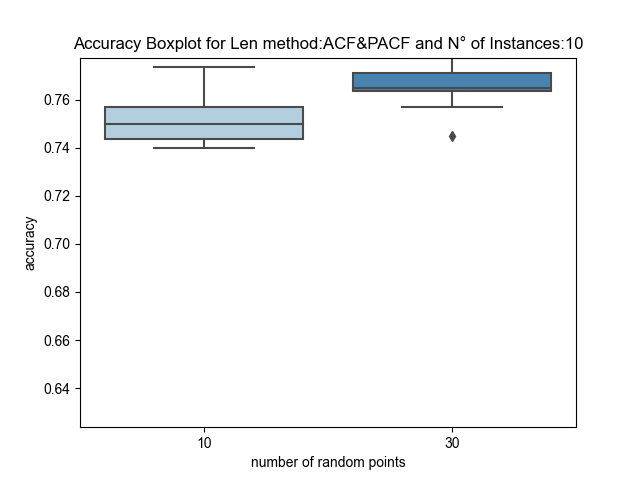 Accuracy Boxplot for Len method:ACF&PACF and N° of Instances:10
0.76
0.74
0.72
0.70
0.68
0.66
0.64
accuracy
10 30
number of random points